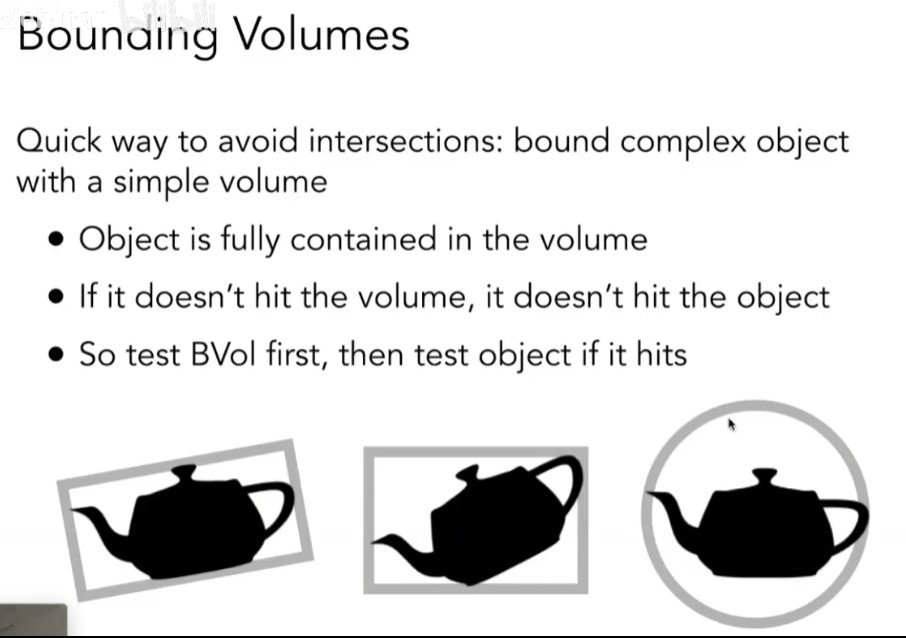 Bounding Volumes
Quick way to avoid intersections: bound complex object
with a simple volume
• Object is fully contained in the volume
• If it doesn't hit the volume, it doesn't hit the object
• So test BVol first, then test object if it hits